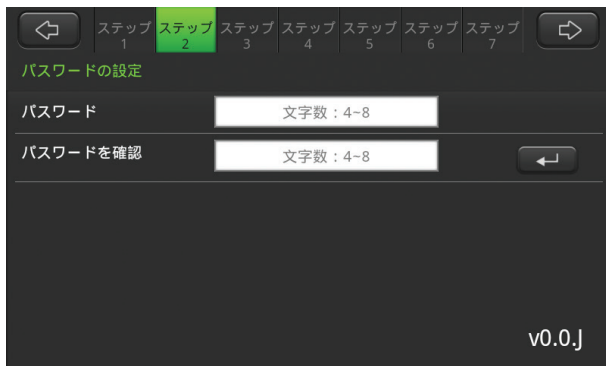 ステップ 1 ステップ 2 ステップ 3 ステップ 4 ステップ 5 ステップ 6 ステップ 7
パスワードの設定
パスワード 文字数：4~8
パスワードを確認 文字数：4~8
v0.0.J